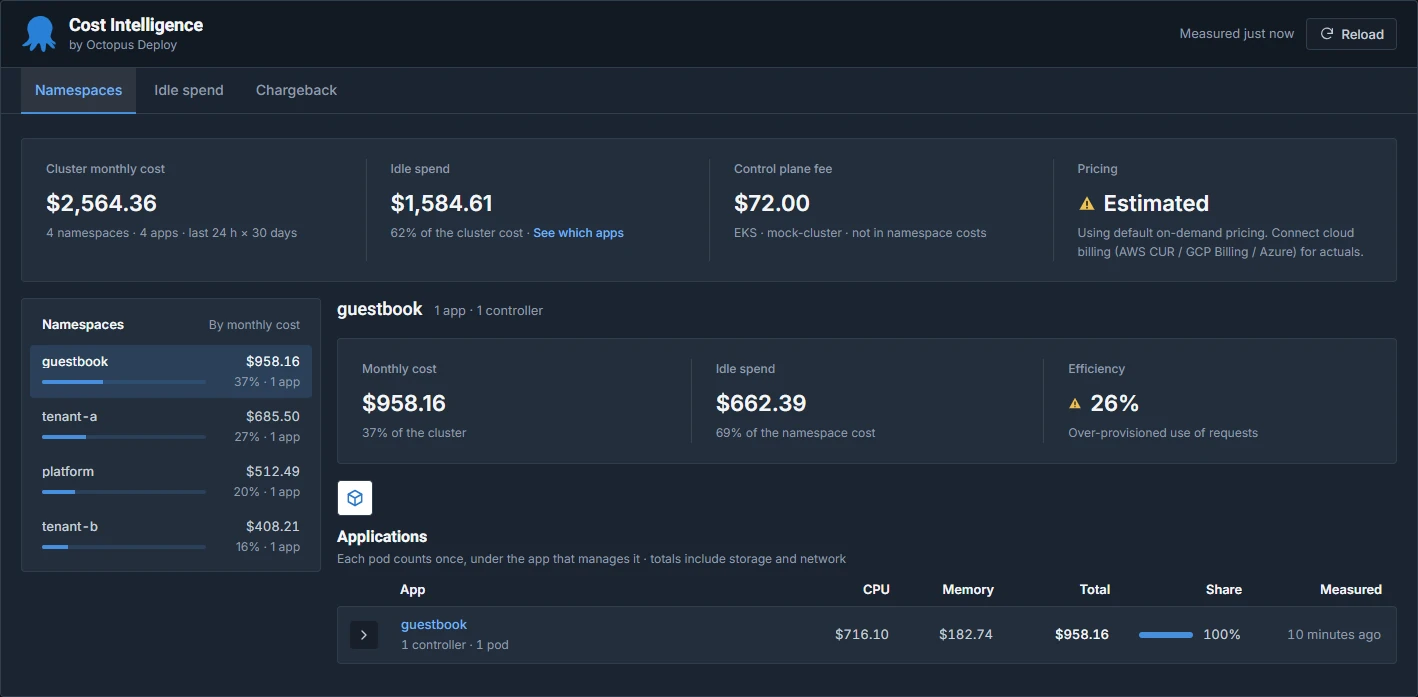 Cost Intelligence
by Octopus Deploy
Measured just now
Reload
Namespaces
Idle spend
Chargeback
Cluster monthly cost
$2,564.36
4 namespaces · 4 apps · last 24 h × 30 days
Idle spend
$1,584.61
62% of the cluster cost · See which apps
Control plane fee
$72.00
EKS · mock-cluster · not in namespace costs
Pricing
Estimated
Using default on-demand pricing. Connect cloud
billing (AWS CUR / GCP Billing / Azure) for actuals.
Namespaces By monthly cost
guestbook $958.16
37% · 1 app
tenant-a $685.50
27% · 1 app
platform $512.49
20% · 1 app
tenant-b $408.21
16% · 1 app
guestbook 1 app · 1 controller
Monthly cost
$958.16
37% of the cluster
Idle spend
$662.39
69% of the namespace cost
Efficiency
26%
Over-provisioned use of requests
Applications
Each pod counts once, under the app that manages it · totals include storage and network
App CPU Memory Total Share Measured
guestbook
1 controller · 1 pod
$716.10 $182.74 $958.16 100% 10 minutes ago